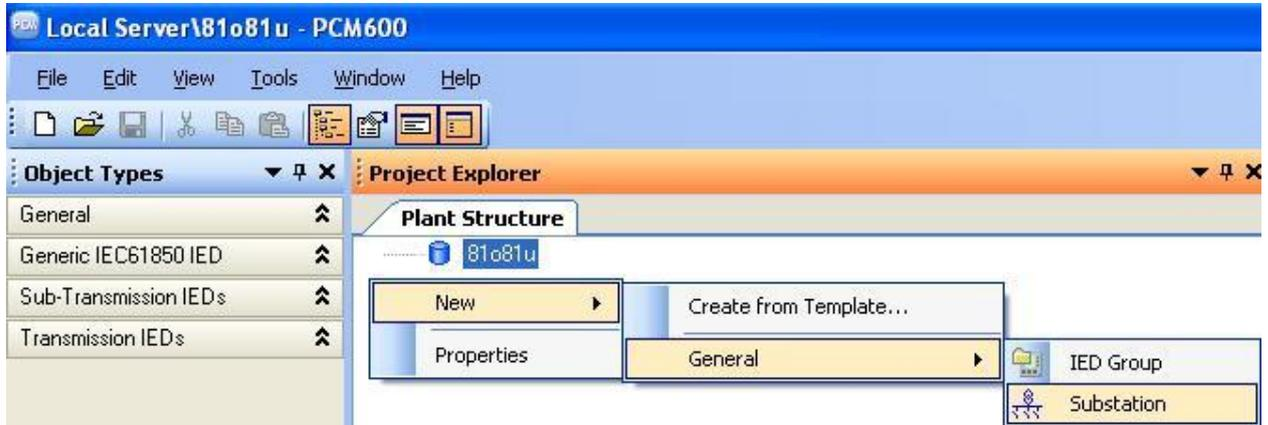 Local Server\81o81u - PCM600
File Edit View Tools Window Help
Object Types
Project Explorer
General
Plant Structure
Generic IEC61850 IED
81o81u
Sub-Transmission IEDs
New
Create from Template...
Transmission IEDs
Properties
General
IED Group
Substation